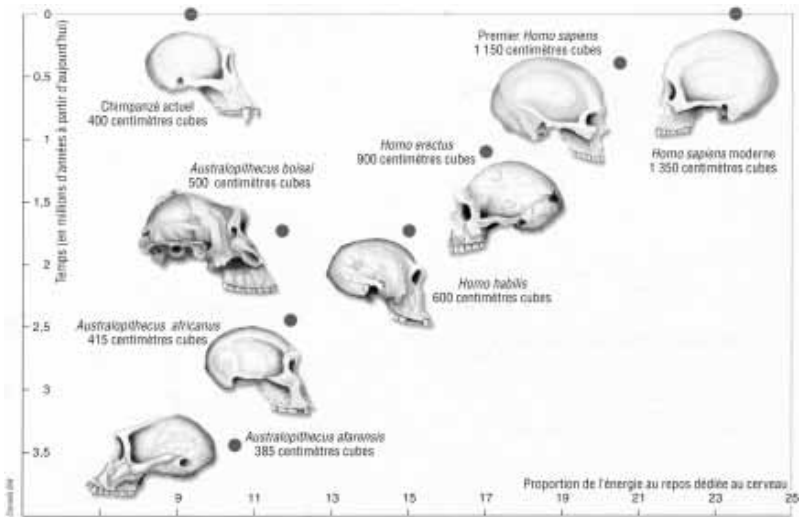 0
0,5
1
1,5
2
2,5
3
3.5
Temps (en millions d'années à partir d'aujourd'hui)
Chimpanzé actuel
400 centimètres cubes
Premier Homo sapiens
1 150 centimètres cubes
Homo erectus
900 centimètres cubes
Homo sapiens moderne
1 350 centimètres cubes
Australopithecus boisei
500 centimètres cubes
Homo habilis
600 centimètres cubes
Australopithecus africanus
415 centimètres cubes
Australopithecus afarensis
385 centimètres cubes
Proportion de l'énergie au repos dédiée au cerveau
9
11
13
15
17
19
21
23
25